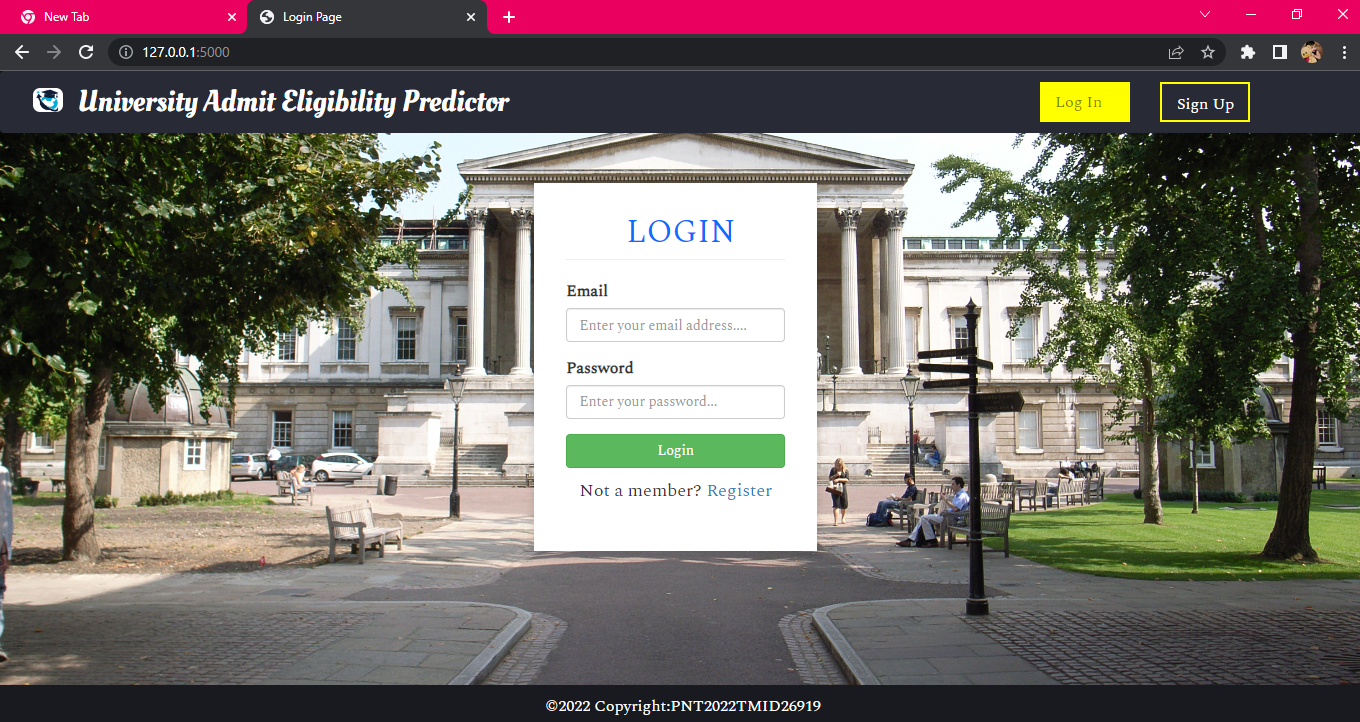 New Tab
Login Page
127.0.0.1:5000
University Admit Eligibility Predictor
Log In
Sign Up
LOGIN
Email
Enter your email address....
Password
Enter your password...
Login
Not a member? Register
©2022 Copyright:PNT2022TMID26919